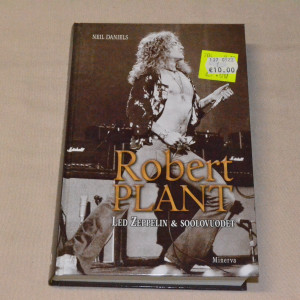 NEIL DANIELS
€10.00
Robert
PLANT
LED ZEPPELIN & SOOLOVUODET
Minerva